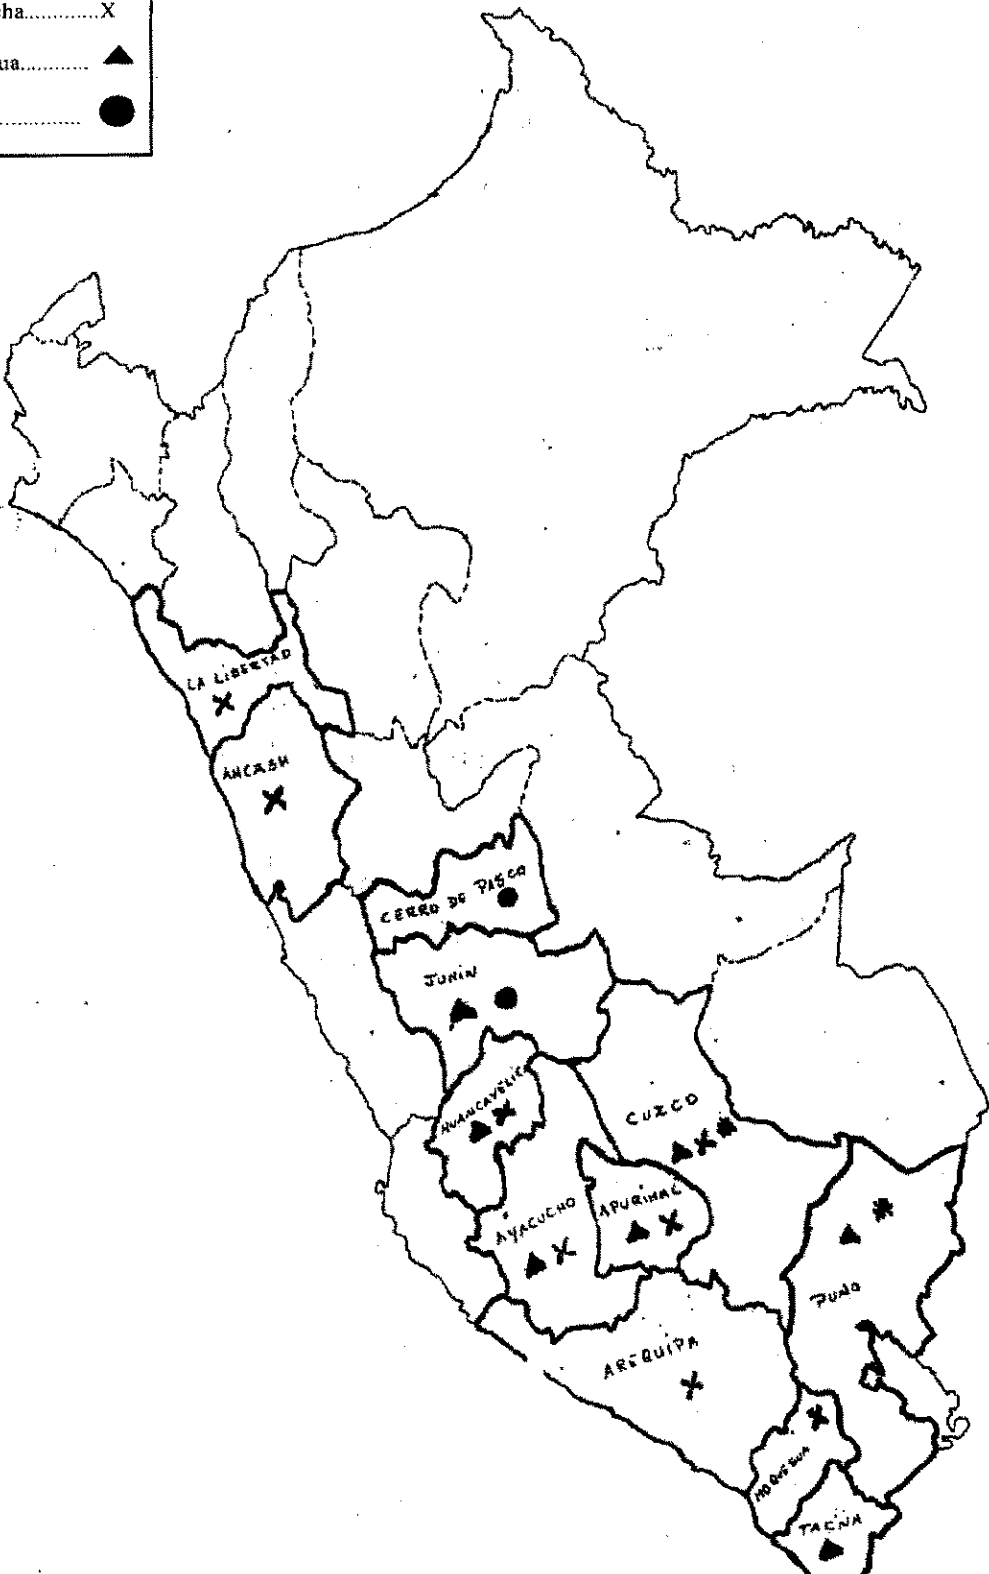 cha............X
ua............
LA LIBERTAD
ANCASH
CERRO DE PASCO
JUNIN
HUANCAVELICA
CUZCO
AYACUCHO
APURIMAC
PUNO
AREQUIPA
MOQUEGUA
TACNA